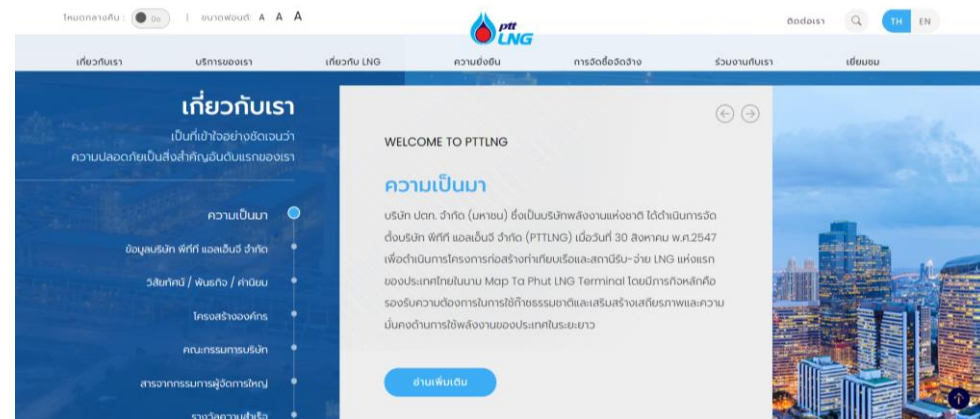 โหมดกลางคืน : ปิด | ขนาดฟอนต์: A A A
ptt
LNG
ติดต่อเรา
TH EN
เกี่ยวกับเรา บริการของเรา เกี่ยวกับ LNG ความยั่งยืน การจัดซื้อจัดจ้าง ร่วมงานกับเรา เยี่ยมชม
เกี่ยวกับเรา
เป็นที่เข้าใจอย่างชัดเจนว่า
ความปลอดภัยเป็นสิ่งสำคัญอันดับแรกของเรา
ความเป็นมา
ข้อมูลบริษัท พีทีที แอลเอ็นจี จำกัด
วิสัยทัศน์ / พันธกิจ / ค่านิยม
โครงสร้างองค์กร
คณะกรรมการบริษัท
สารจากกรรมการผู้จัดการใหญ่
รางวัลความสำเร็จ
WELCOME TO PTTLNG
ความเป็นมา
บริษัท ปตท. จำกัด (มหาชน) ซึ่งเป็นบริษัทพลังงานแห่งชาติ ได้ดำเนินการจัด
ตั้งบริษัท พีทีที แอลเอ็นจี จำกัด (PTTLNG) เมื่อวันที่ 30 สิงหาคม พ.ศ.2547
เพื่อดำเนินการโครงการก่อสร้างท่าเทียบเรือและสถานีรับ-จ่าย LNG แห่งแรก
ของประเทศไทยในนาม Map Ta Phut LNG Terminal โดยมีภารกิจหลักคือ
รองรับความต้องการในการใช้ก๊าซธรรมชาติและเสริมสร้างเสถียรภาพและความ
มั่นคงด้านการใช้พลังงานของประเทศในระยะยาว
อ่านเพิ่มเติม